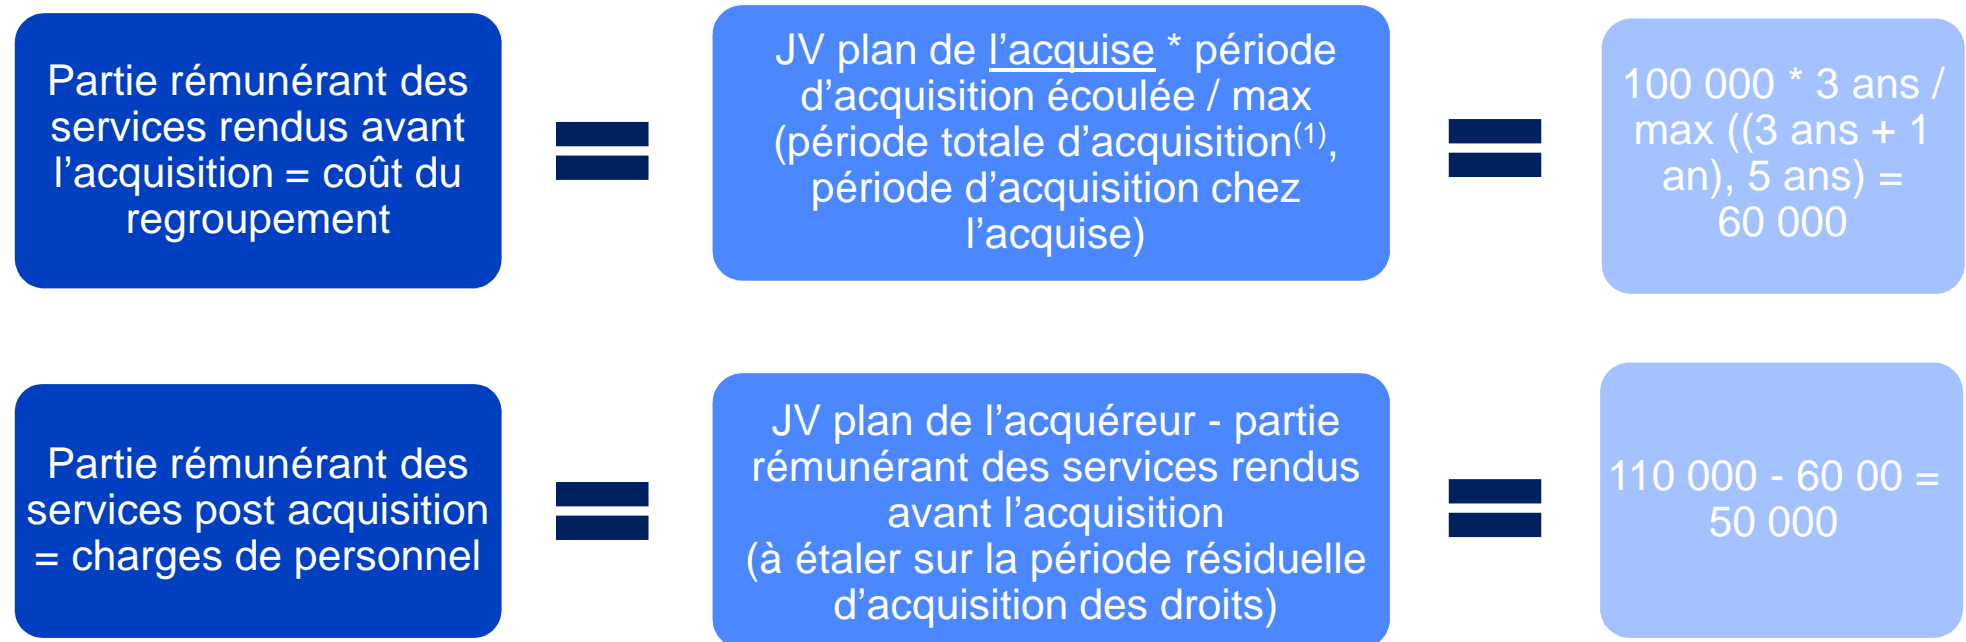 Partie rémunérant des
services rendus avant
l’acquisition = coût du
regroupement
JV plan de l’acquise * période
d’acquisition écoulée / max
(période totale d’acquisition(1),
période d’acquisition chez
l’acquise)
100 000 * 3 ans /
max ((3 ans + 1
an), 5 ans) =
60 000
Partie rémunérant des
services post acquisition
= charges de personnel
JV plan de l’acquéreur - partie
rémunérant des services rendus
avant l’acquisition
(à étaler sur la période résiduelle
d’acquisition des droits)
110 000 - 60 00 =
50 000